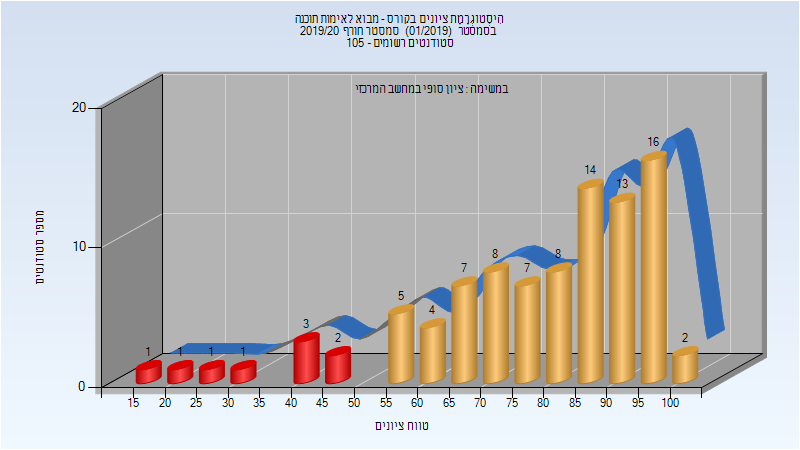 היסטוגרמת ציונים בקורס - מבוא לאימות תוכנה
בסמסטר (01/2019) סמסטר חורף 2019/20
סטודנטים רשומים - 105
במשימה : ציון סופי במחשב המרכזי
מספר סטודנטים
20
10
0
1 1 1 1 3 2 5 4 7 8 7 8 14 13 16 2
15 20 25 30 35 40 45 50 55 60 65 70 75 80 85 90 95 100
טווח ציונים